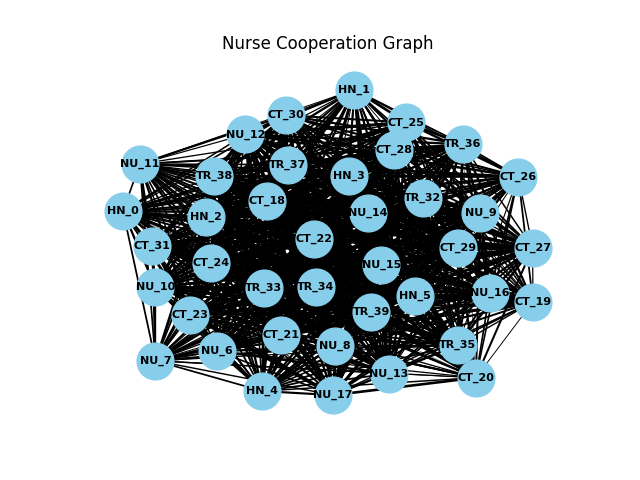 Nurse Cooperation Graph
HN_1
CT_30
CT_25
NU_12
TR_36
CT_28
NU_11
TR_37
TR_38
HN_3
CT_26
CT_18
TR_32
HN_0
HN_2
NU_14
NU_9
CT_22
CT_31
CT_29
CT_27
CT_24
NU_15
NU_10
TR_33
TR_34
HN_5
NU_16
CT_19
CT_23
TR_39
CT_21
NU_6
NU_8
TR_35
NU_7
NU_13
CT_20
HN_4
NU_17